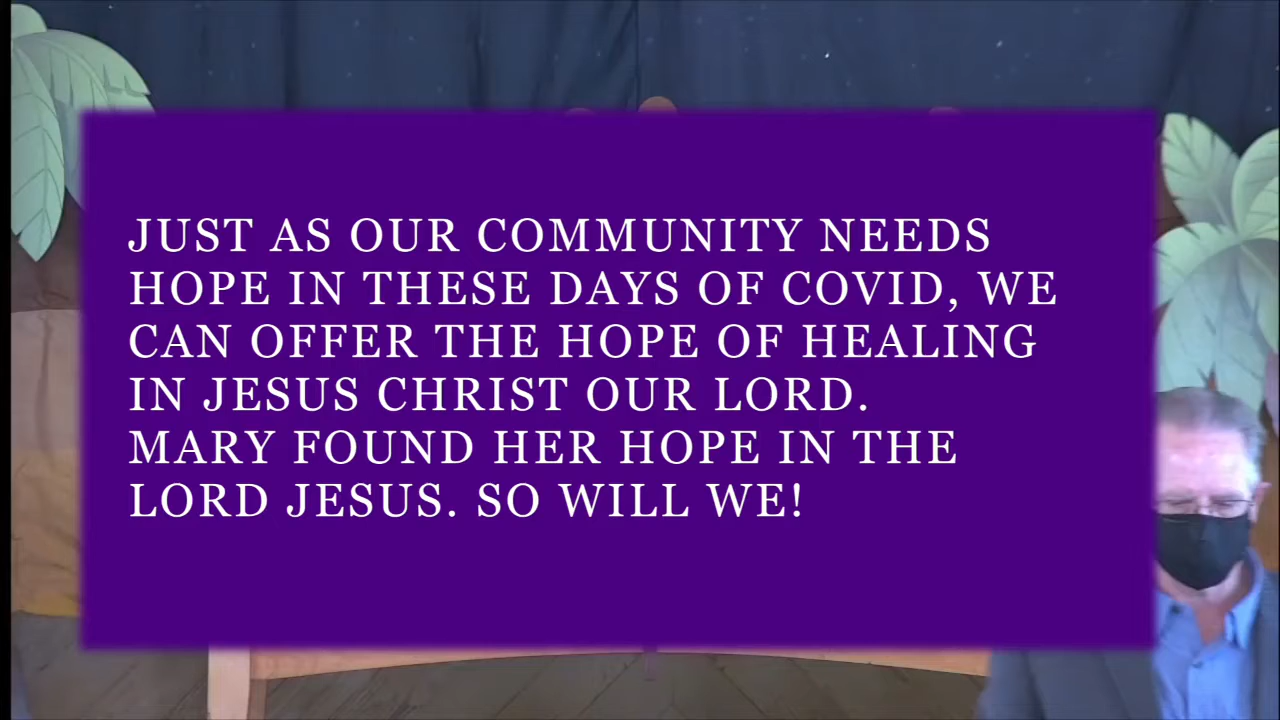 JUST AS OUR COMMUNITY NEEDS
HOPE IN THESE DAYS OF COVID, WE
CAN OFFER THE HOPE OF HEALING
IN JESUS CHRIST OUR LORD.
MARY FOUND HER HOPE IN THE
LORD JESUS. SO WILL WE!